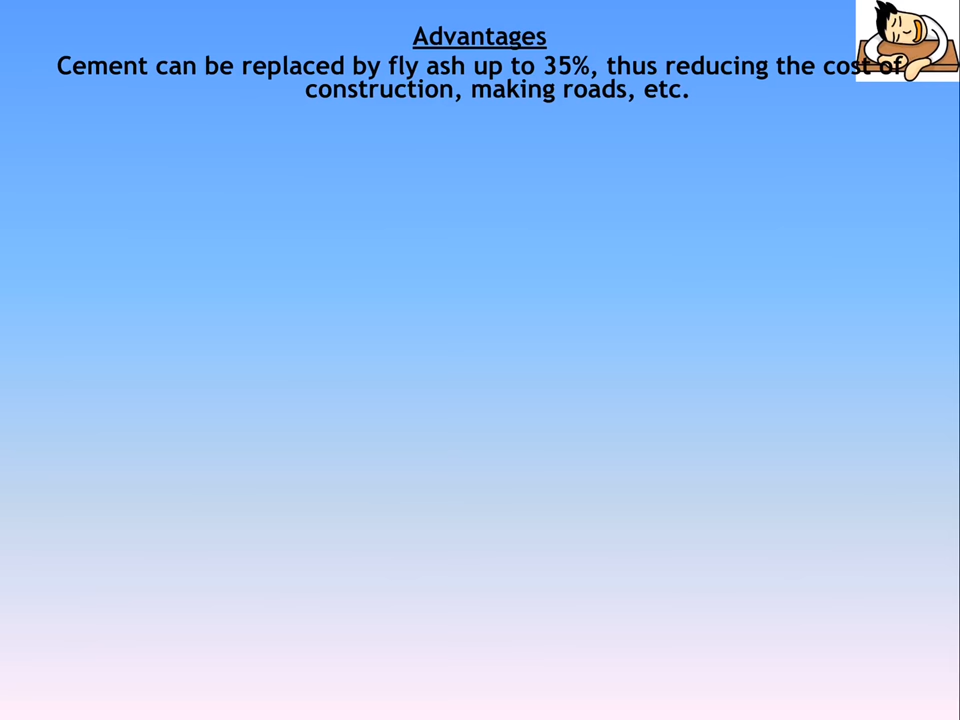 Advantages
Cement can be replaced by fly ash up to 35%, thus reducing the cost of
construction, making roads, etc.